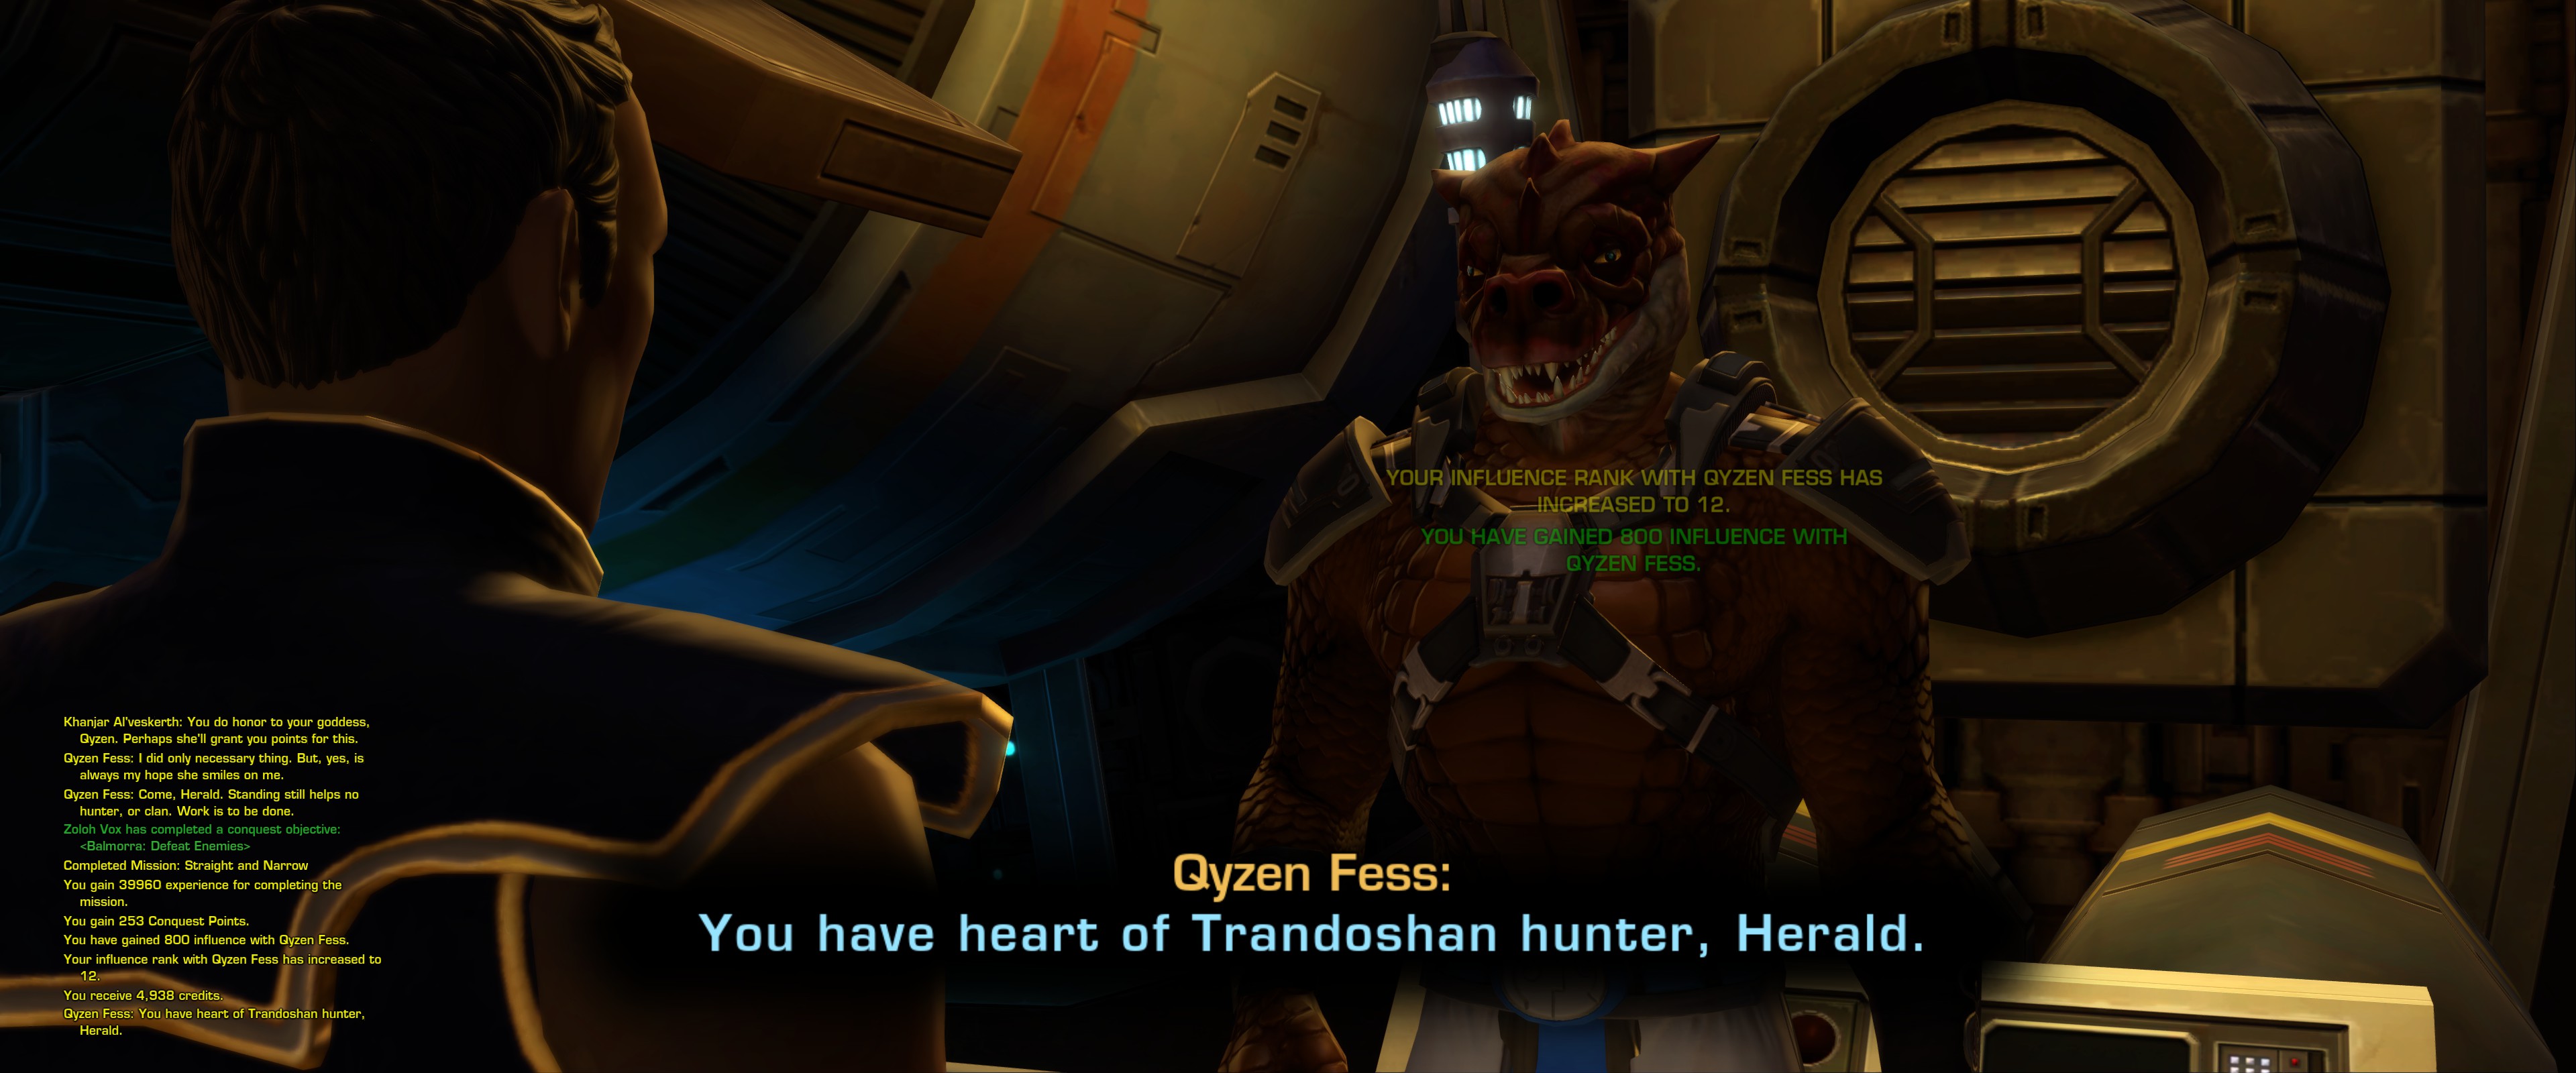 YOUR INFLUENCE RANK WITH QYZEN FESS HAS
INCREASED TO 12.
YOU HAVE GAINED 800 INFLUENCE WITH
QYZEN FESS.
Khanjar Al'veskerth: You do honor to your goddess,
Qyzen. Perhaps she'll grant you points for this.
Qyzen Fess: I did only necessary thing. But, yes, is
always my hope she smiles on me.
Qyzen Fess: Come, Herald. Standing still helps no
hunter, or clan. Work is to be done.
Zoloh Vox has completed a conquest objective:
<Balmorra: Defeat Enemies>
Completed Mission: Straight and Narrow
You gain 39960 experience for completing the
mission.
You gain 253 Conquest Points.
You have gained 800 influence with Qyzen Fess.
Your influence rank with Qyzen Fess has increased to
12.
You receive 4,938 credits.
Qyzen Fess: You have heart of Trandoshan hunter,
Herald.
Qyzen Fess:
You have heart of Trandoshan hunter, Herald.